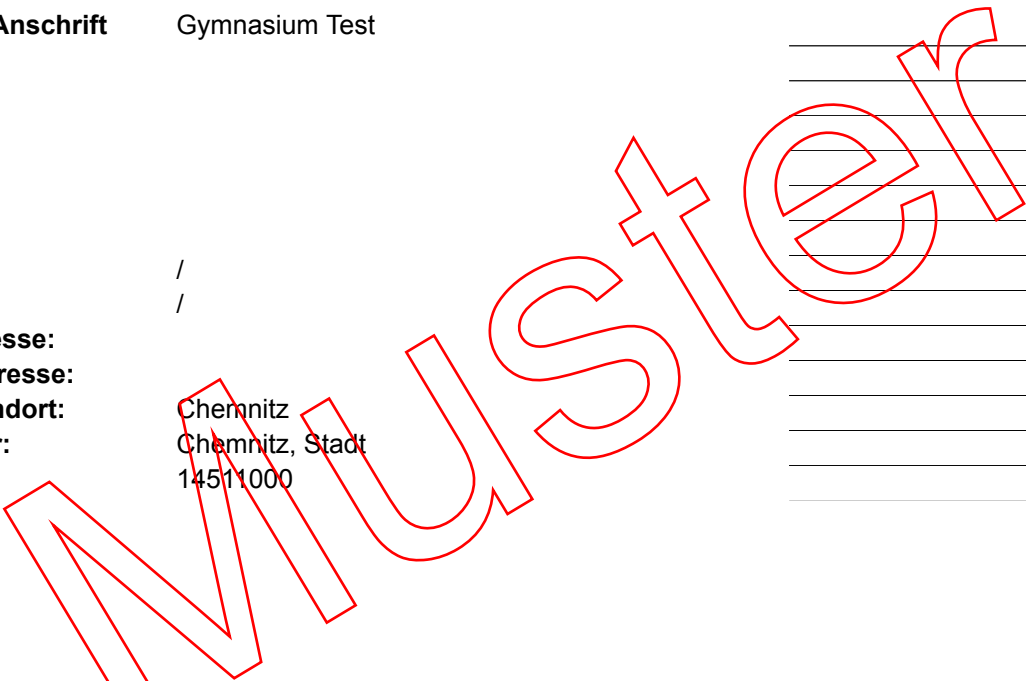 Anschrift Gymnasium Test
/
/
esse:
resse:
ndort: Chemnitz
r: Chemnitz, Stadt
14511000
Muster